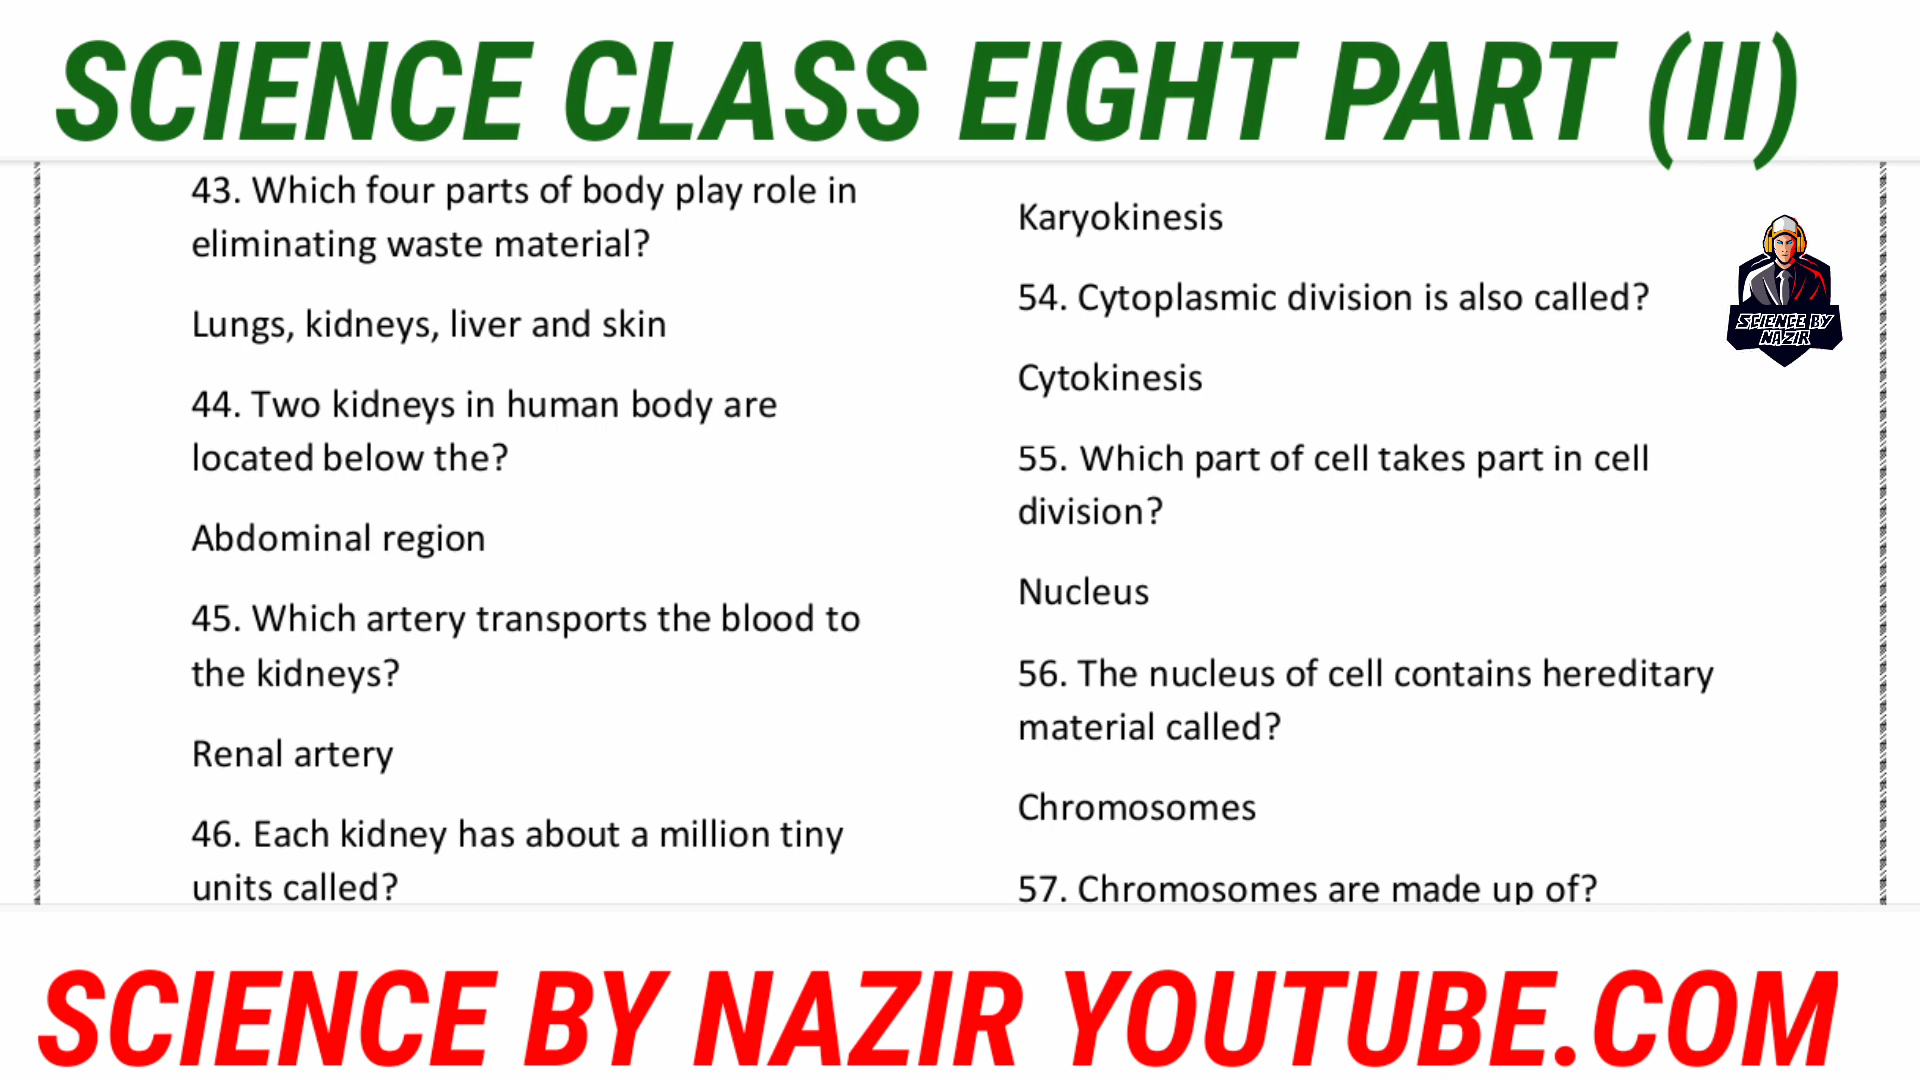 SCIENCE CLASS EIGHT PART (II)
43. Which four parts of body play role in
eliminating waste material?
Lungs, kidneys, liver and skin
44. Two kidneys in human body are
located below the?
Abdominal region
45. Which artery transports the blood to
the kidneys?
Renal artery
46. Each kidney has about a million tiny
units called?
Karyokinesis
54. Cytoplasmic division is also called?
Cytokinesis
55. Which part of cell takes part in cell
division?
Nucleus
56. The nucleus of cell contains hereditary
material called?
Chromosomes
57. Chromosomes are made up of?
SCIENCE BY
NAZIR
SCIENCE BY NAZIR YOUTUBE.COM